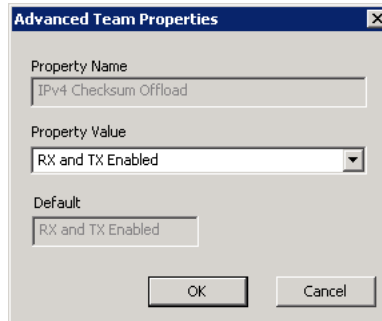 Advanced Team Properties
Property Name
IPv4 Checksum Offload
Property Value
RX and TX Enabled
Default
RX and TX Enabled
OK Cancel